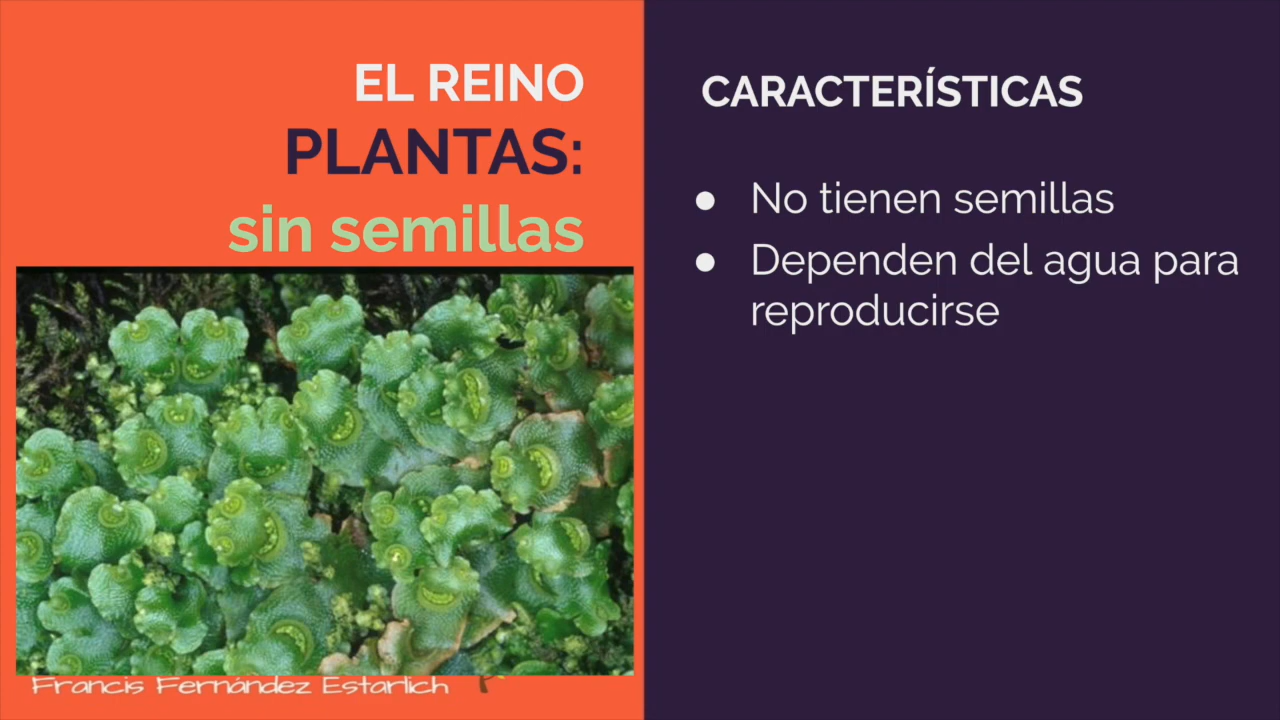 EL REINO
PLANTAS:
sin semillas
Francis Fernández Estarlich
CARACTERÍSTICAS
● No tienen semillas
● Dependen del agua para
reproducirse